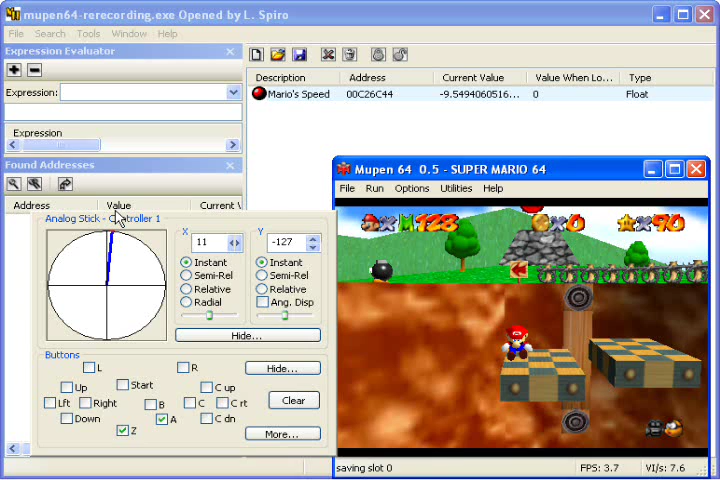 mupen64-rerecording.exe Opened by L. Spiro
File Search Tools Window Help
Expression Evaluator
Expression:
Expression
Found Addresses
Address Value Current V
Description Address Current Value Value When Lo... Type
Mario's Speed 00C26C44 -9.5494060516... 0 Float
Analog Stick - Controller 1
X
11
Instant
Semi-Rel
Relative
Radial
Y
-127
Instant
Semi-Rel
Relative
Ang. Disp
Hide...
Buttons
L R Hide...
Up Start C up
Lft Right B C C rt Clear
Down A C dn
Z More...
Mupen 64 0.5 - SUPER MARIO 64
File Run Options Utilities Help
M 128 0 90
saving slot 0 FPS: 3.7 VI/s: 7.6